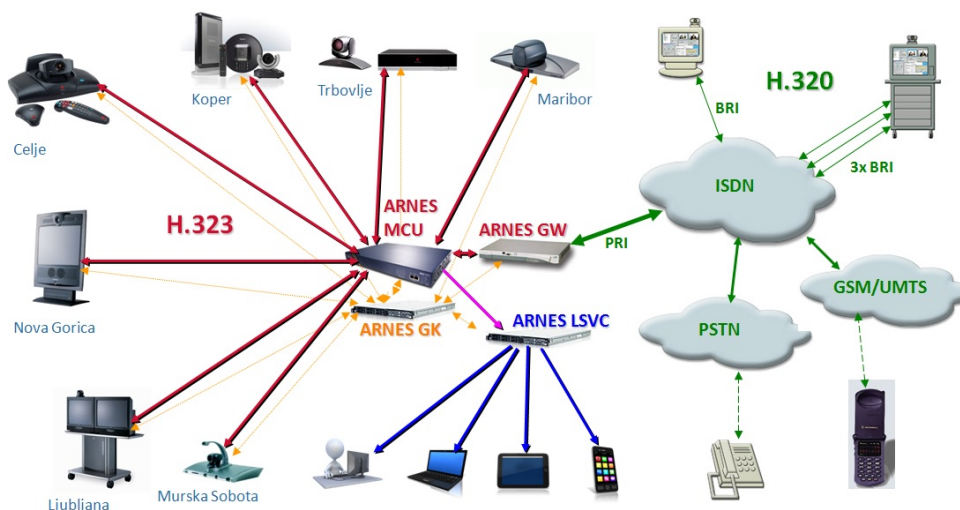 Celje
Koper
Trbovlje
Maribor
H.320
BRI
3x BRI
ISDN
H.323
ARNES
MCU
ARNES GW
PRI
Nova Gorica
ARNES GK
ARNES LSVC
PSTN
GSM/UMTS
Ljubljana
Murska Sobota